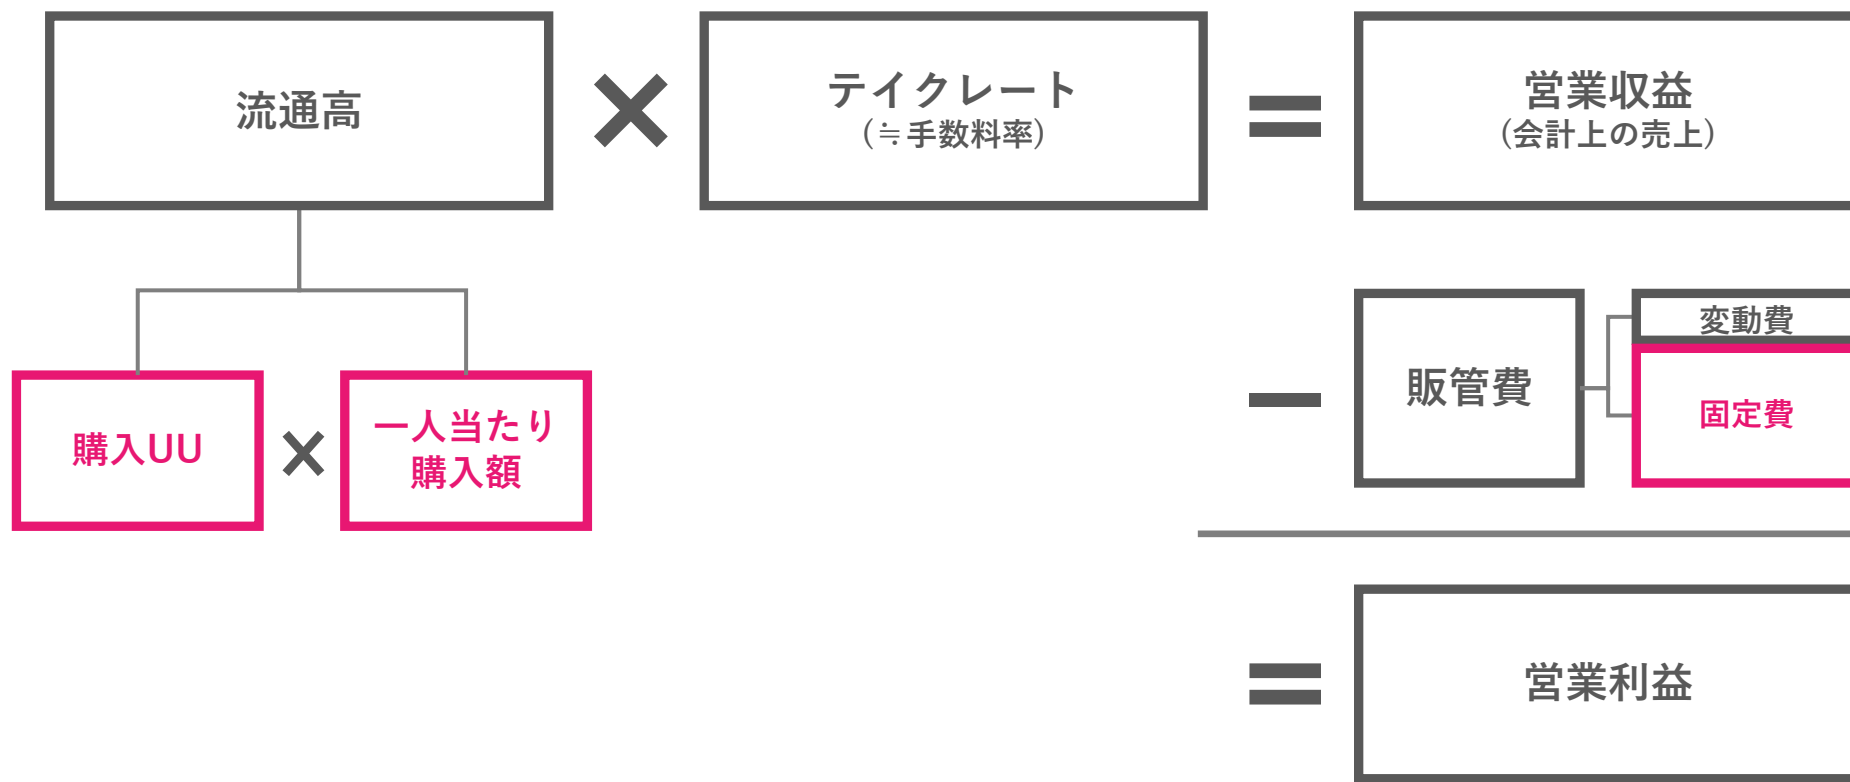 流通高
×
テイクレート
(≒手数料率)
=
営業収益
(会計上の売上)
購入UU
×
一人当たり
購入額
−
販管費
変動費
固定費
=
営業利益